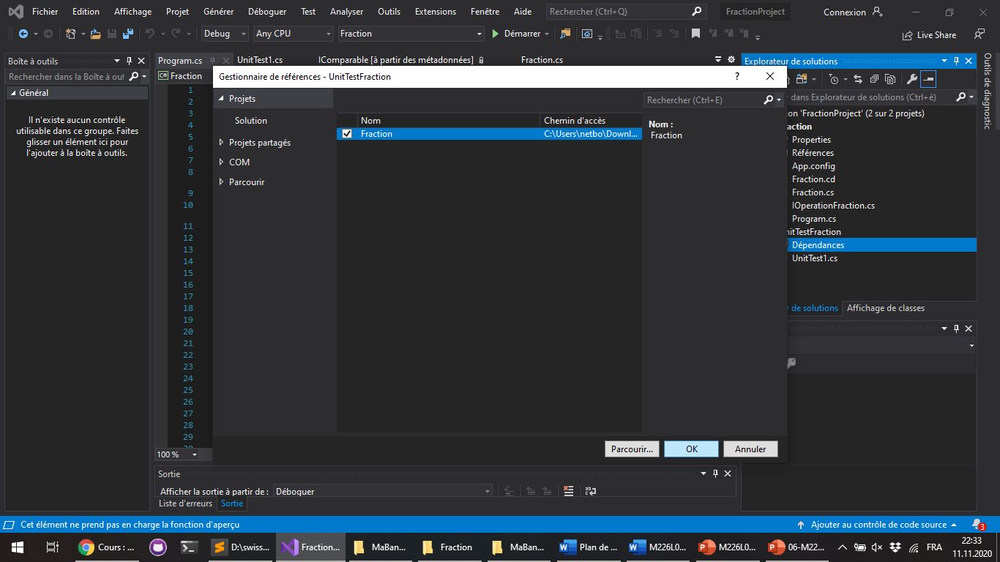 Fichier Edition Affichage Projet Générer Déboguer Test Analyser Outils Extensions Fenêtre Aide Rechercher (Ctrl+Q) FractionProject Connexion
Debug Any CPU Fraction Démarrer Live Share
Boîte à outils
Rechercher dans la Boîte à out
Général
Il n'existe aucun contrôle
utilisable dans ce groupe. Faites
glisser un élément ici pour
l'ajouter à la boîte à outils.
Program.cs UnitTest1.cs IComparable [à partir des métadonnées] Fraction.cs
C# Fraction
1
2
3
4
5
6
7
8
9
10
11
12
13
14
15
16
17
18
19
20
21
22
23
24
25
26
27
28
29
30
100 %
Gestionnaire de références - UnitTestFraction ?
Projets
Solution
Projets partagés
COM
Parcourir
Rechercher (Ctrl+E)
Nom Chemin d'accès
Fraction C:\Users\netbo\Downl...
Nom :
Fraction
Parcourir... OK Annuler
Explorateur de solutions
dans Explorateur de solutions (Ctrl+è)
on 'FractionProject' (2 sur 2 projets)
action
Properties
Références
App.config
Fraction.cd
Fraction.cs
IOperationFraction.cs
Program.cs
nitTestFraction
Dépendances
UnitTest1.cs
r de solutions Affichage de classes
Outils de diagnostic
Sortie
Afficher la sortie à partir de : Déboguer
Liste d'erreurs Sortie
Cet élément ne prend pas en charge la fonction d'aperçu Ajouter au contrôle de code source 3
Cours : ... D:\swiss... Fraction... MaBan... Fraction MaBan... Plan de ... M226L0... M226L0... 06-M22... FRA 22:33
11.11.2020